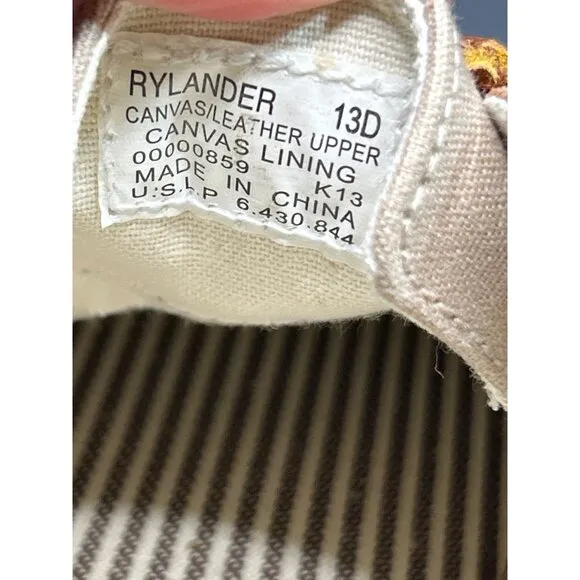 RYLANDER 13D
CANVAS/LEATHER UPPER
CANVAS LINING
00000859 K13
MADE IN CHINA
U.S.I.P 6.430.844